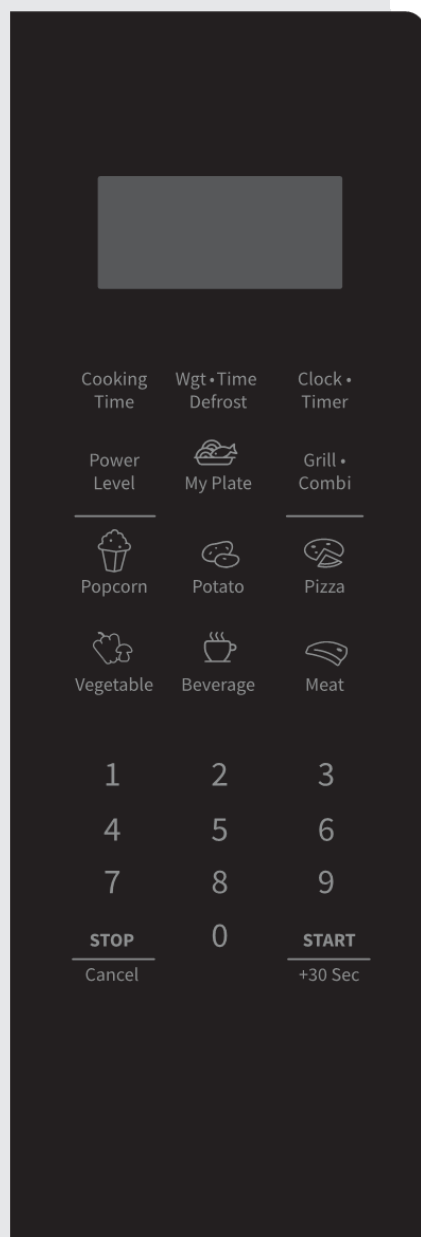 Cooking Time
Wgt•Time Defrost
Clock• Timer
Power Level
My Plate
Grill• Combi
Popcorn
Potato
Pizza
Vegetable
Beverage
Meat
1 2 3
4 5 6
7 8 9
STOP 0 START
Cancel +30 Sec